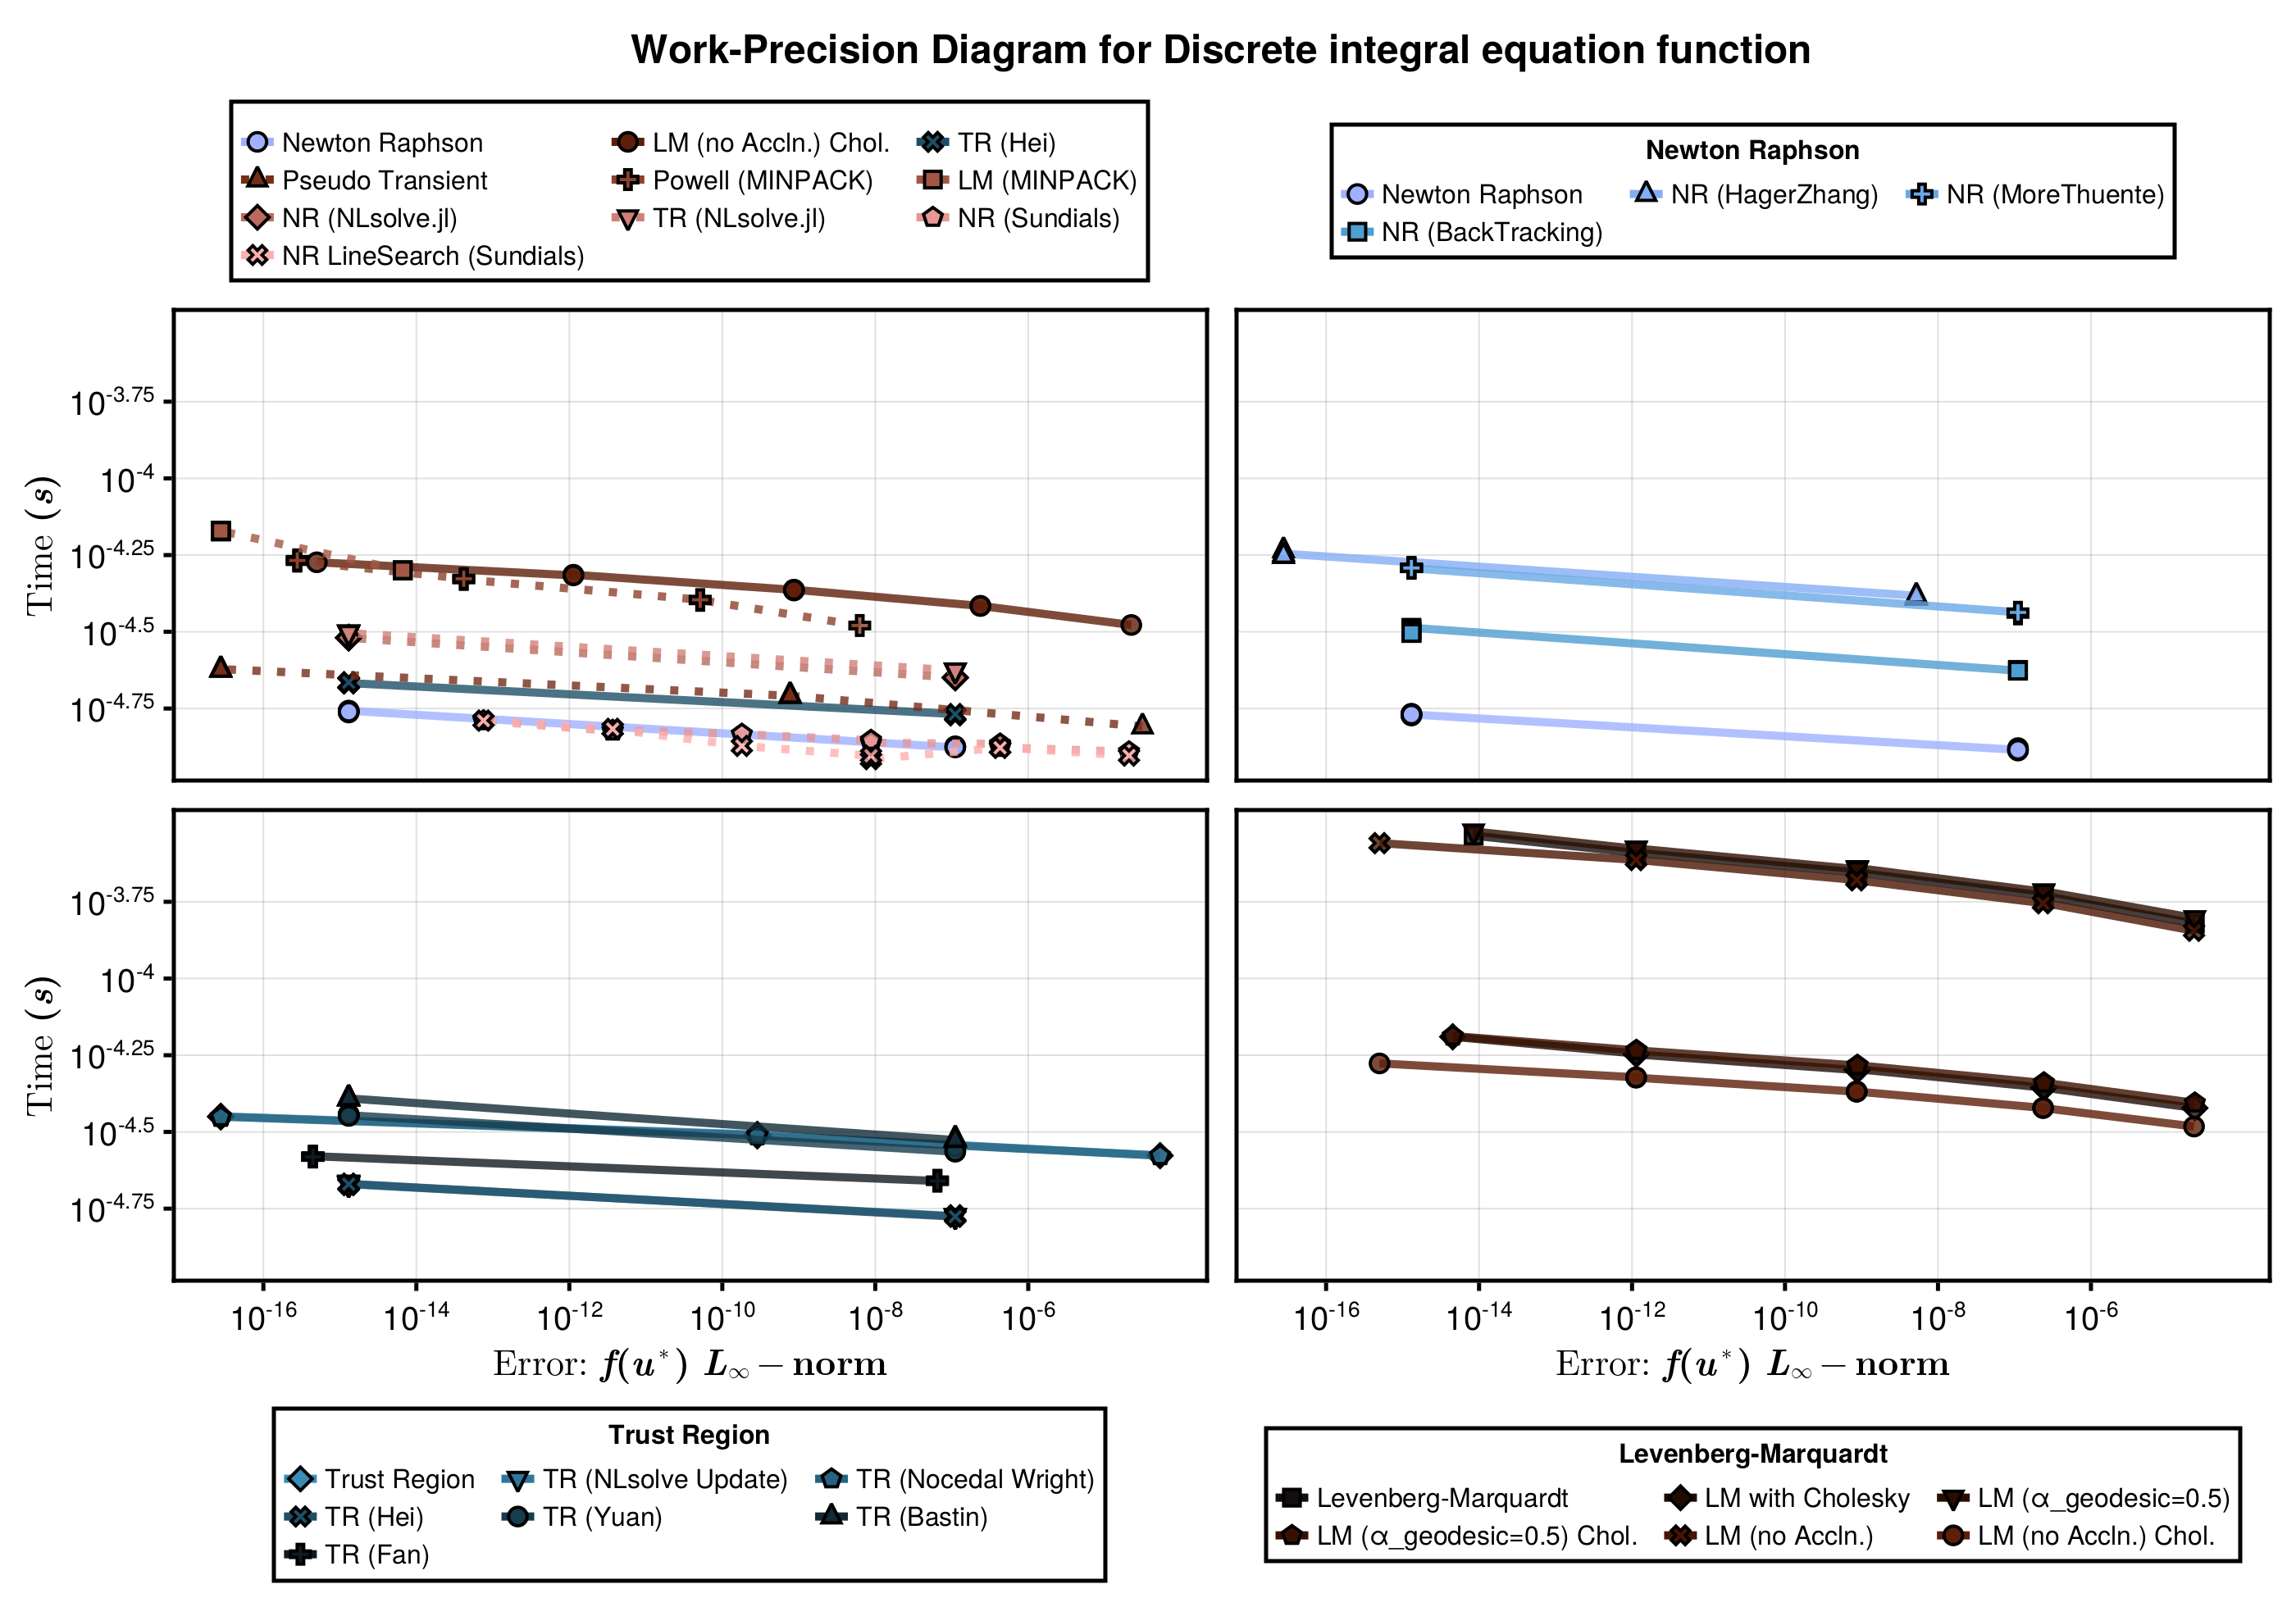 Work-Precision Diagram for Discrete integral equation function
Newton Raphson LM (no Accln.) Chol. TR (Hei)
Pseudo Transient Powell (MINPACK) LM (MINPACK)
NR (NLsolve.jl) TR (NLsolve.jl) NR (Sundials)
NR LineSearch (Sundials)
Newton Raphson
Newton Raphson NR (HagerZhang) NR (MoreThuente)
NR (BackTracking)
Time (s)
10^-3.75
10^-4
10^-4.25
10^-4.5
10^-4.75
Time (s)
10^-3.75
10^-4
10^-4.25
10^-4.5
10^-4.75
10^-16 10^-14 10^-12 10^-10 10^-8 10^-6
10^-16 10^-14 10^-12 10^-10 10^-8 10^-6
Error: f(u*) L∞ − norm
Error: f(u*) L∞ − norm
Trust Region
Trust Region TR (NLsolve Update) TR (Nocedal Wright)
TR (Hei) TR (Yuan) TR (Bastin)
TR (Fan)
Levenberg-Marquardt
Levenberg-Marquardt LM with Cholesky LM (α_geodesic=0.5)
LM (α_geodesic=0.5) Chol. LM (no Accln.) LM (no Accln.) Chol.